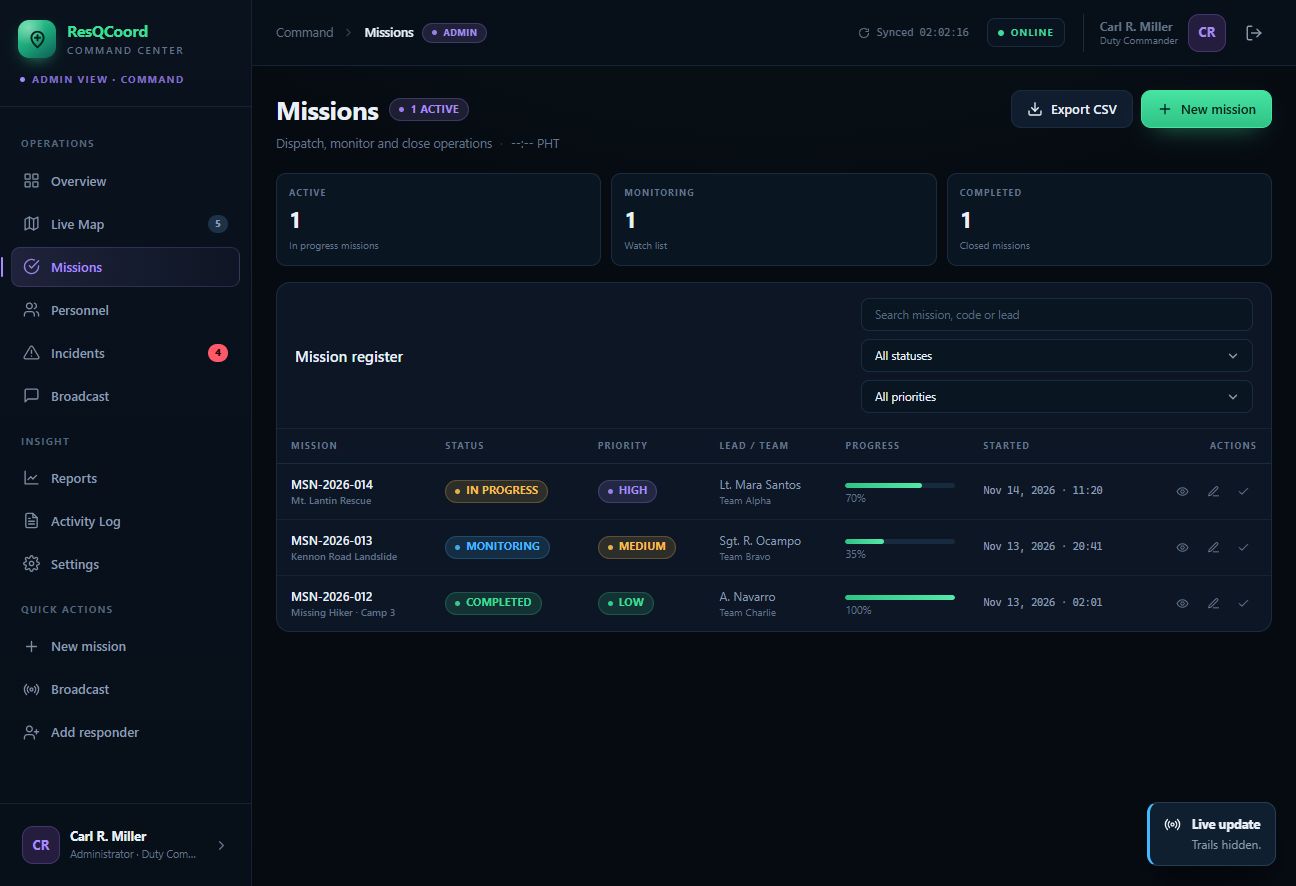 ResQCoord
COMMAND CENTER
ADMIN VIEW · COMMAND
OPERATIONS
Overview
Live Map 5
Missions
Personnel
Incidents 4
Broadcast
INSIGHT
Reports
Activity Log
Settings
QUICK ACTIONS
New mission
Broadcast
Add responder
CR
Carl R. Miller
Administrator · Duty Com...
Command > Missions ADMIN
Synced 02:02:16
ONLINE
Carl R. Miller
Duty Commander
CR
Missions 1 ACTIVE
Dispatch, monitor and close operations · --:-- PHT
Export CSV
New mission
ACTIVE
1
In progress missions
MONITORING
1
Watch list
COMPLETED
1
Closed missions
Mission register
Search mission, code or lead
All statuses
All priorities
MISSION STATUS PRIORITY LEAD / TEAM PROGRESS STARTED ACTIONS
MSN-2026-014 IN PROGRESS HIGH Lt. Mara Santos Nov 14, 2026 · 11:20
Mt. Lantin Rescue Team Alpha 70%
MSN-2026-013 MONITORING MEDIUM Sgt. R. Ocampo Nov 13, 2026 · 20:41
Kennon Road Landslide Team Bravo 35%
MSN-2026-012 COMPLETED LOW A. Navarro Nov 13, 2026 · 02:01
Missing Hiker · Camp 3 Team Charlie 100%
Live update
Trails hidden.